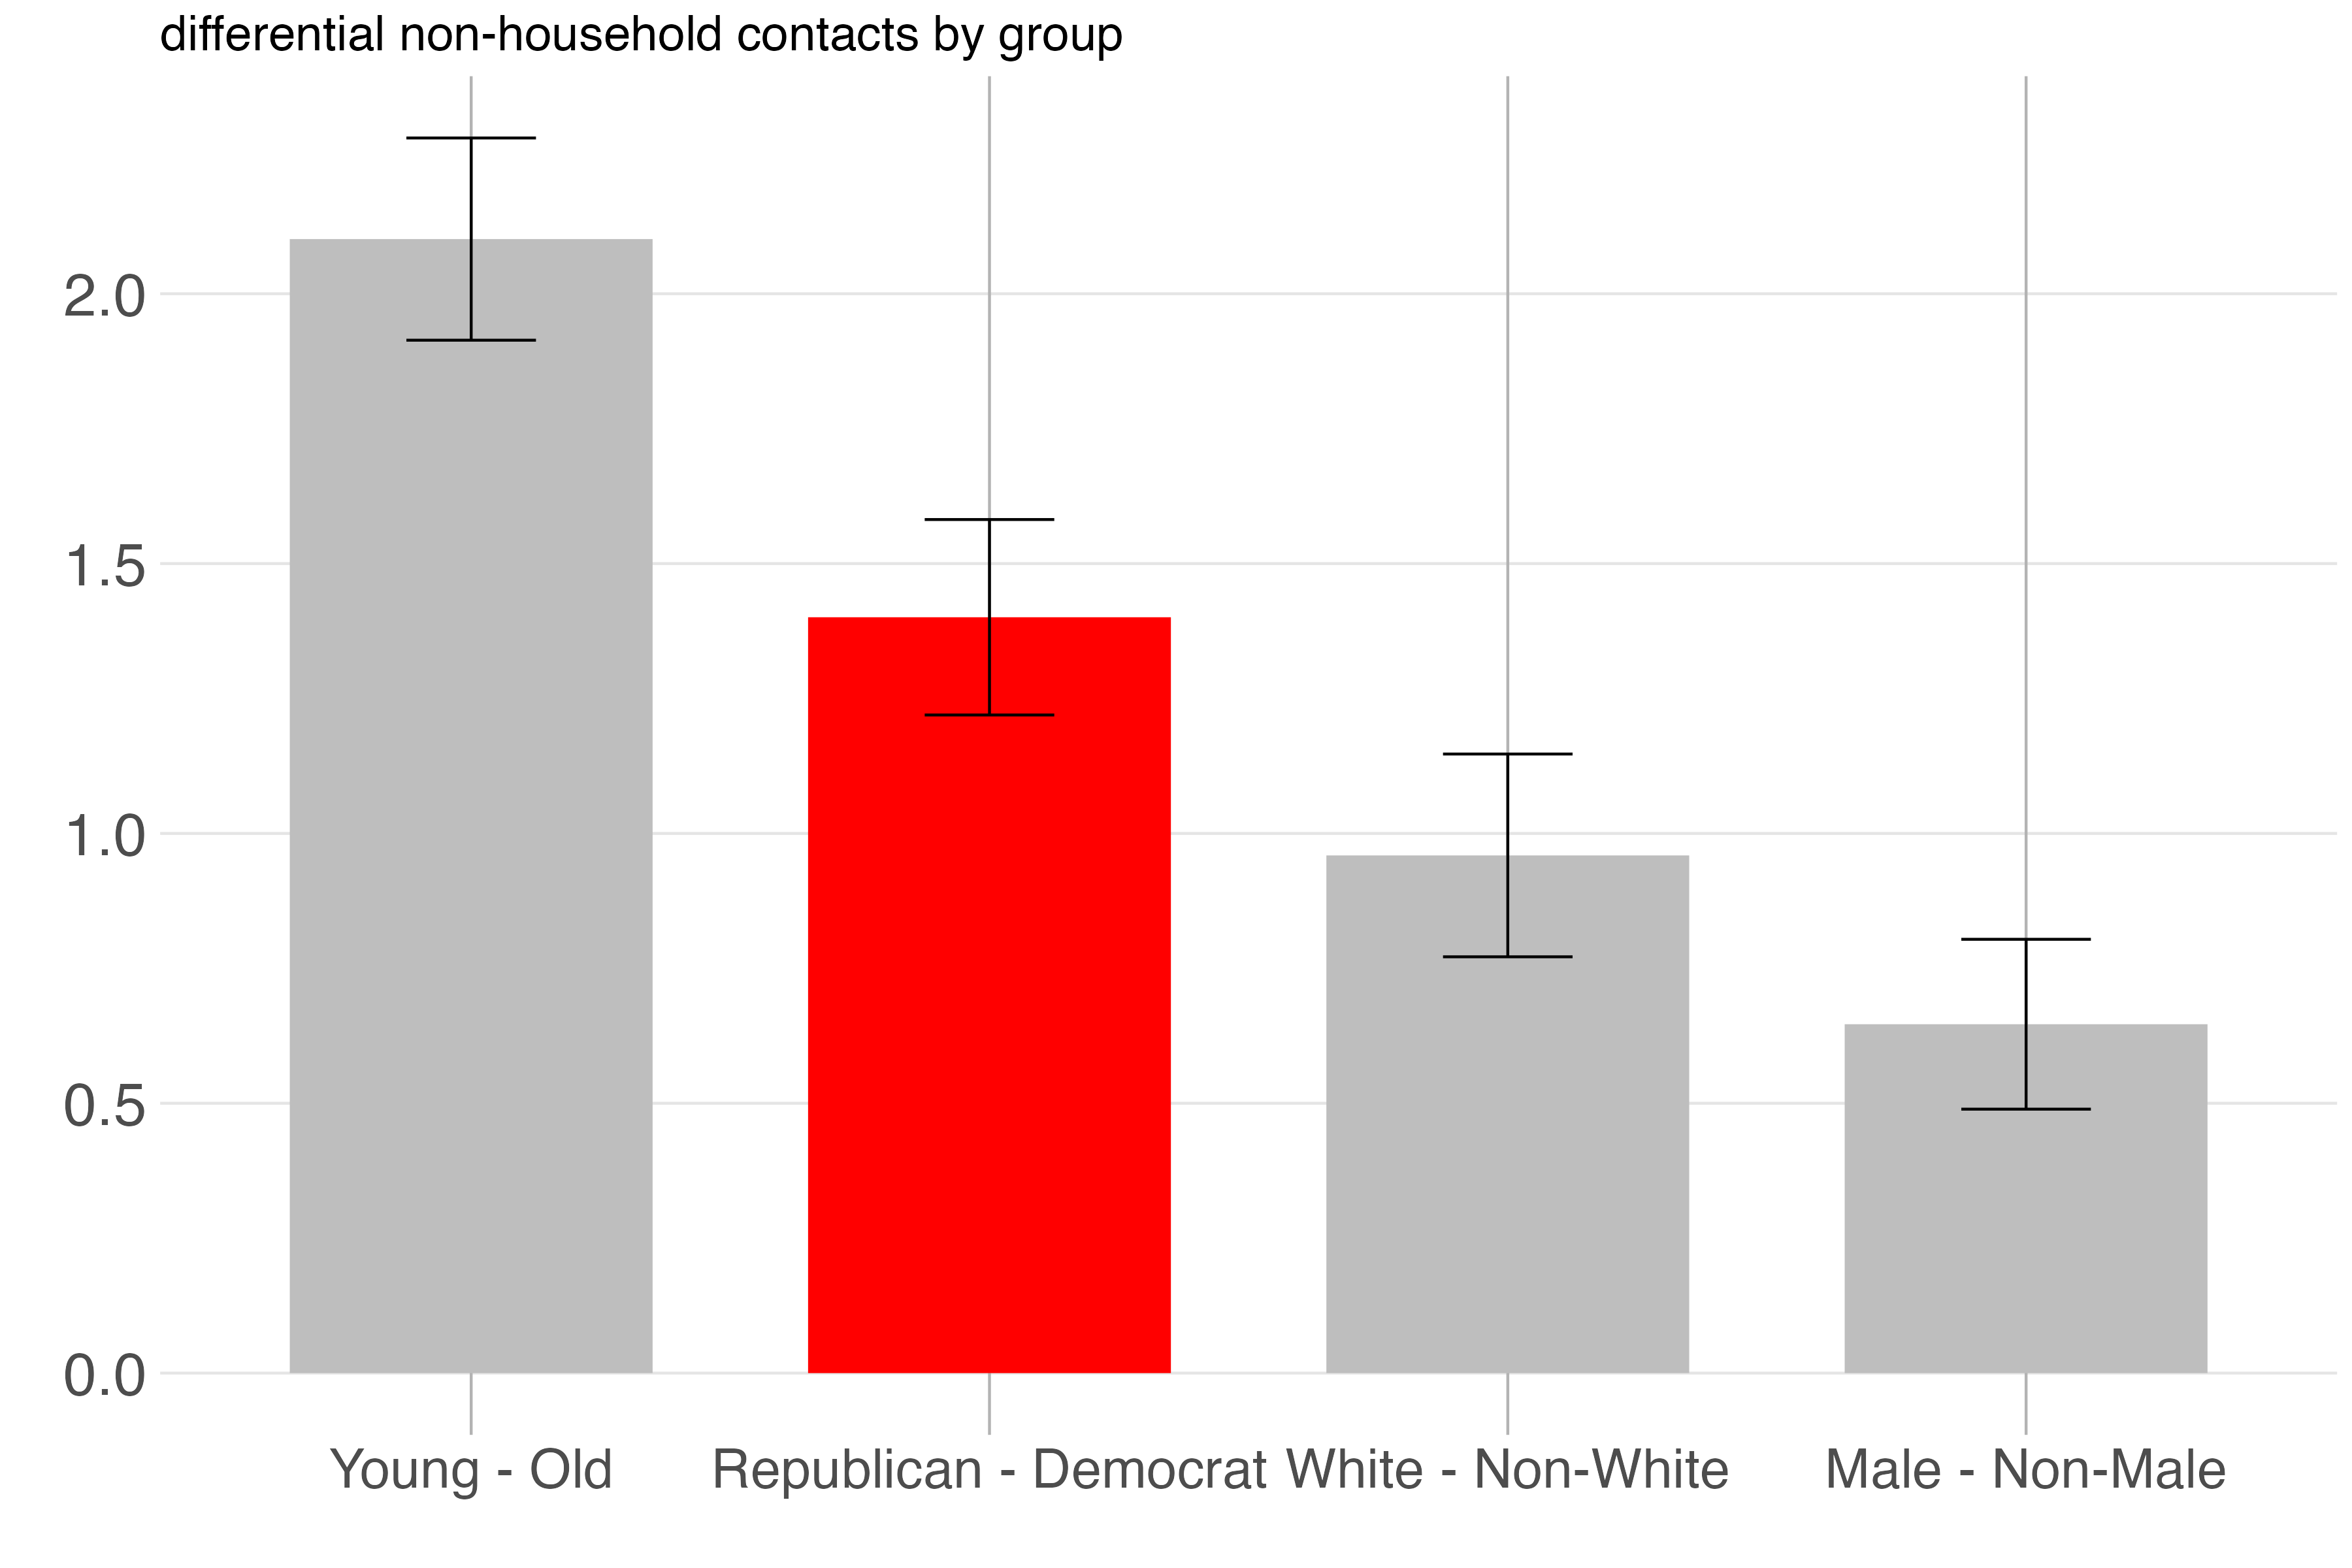 differential non-household contacts by group
2.0
1.5
1.0
0.5
0.0
Young - Old
Republican - Democrat
White - Non-White
Male - Non-Male